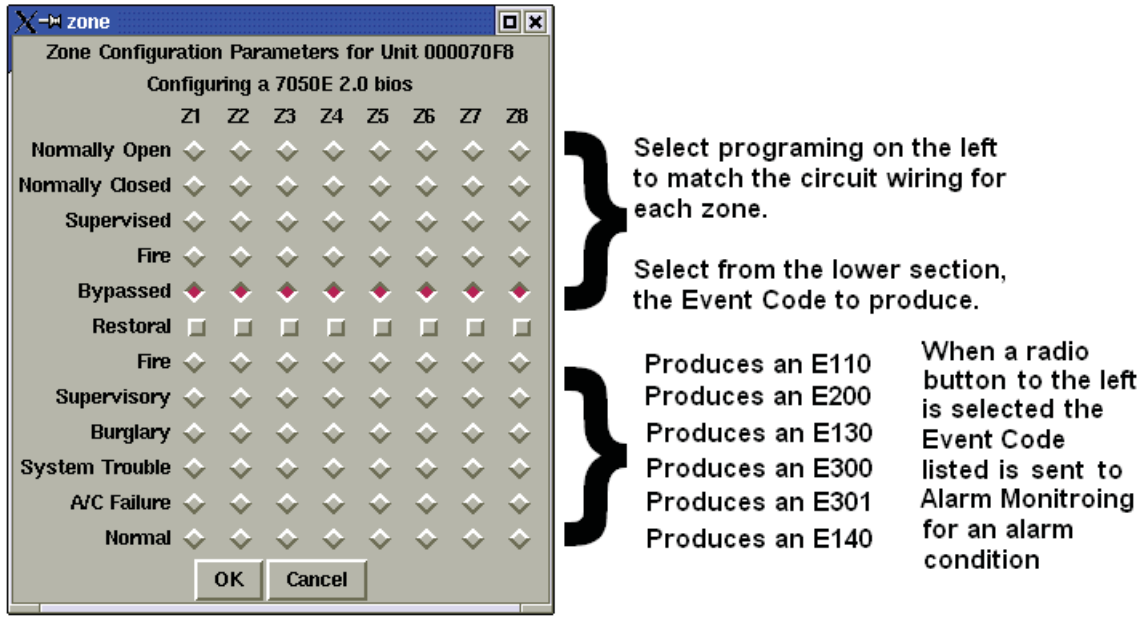 zone
Zone Configuration Parameters for Unit 000070F8
Configuring a 7050E 2.0 bios
Z1 Z2 Z3 Z4 Z5 Z6 Z7 Z8
Normally Open
Normally Closed
Supervised
Fire
Bypassed
Restoral
Fire
Supervisory
Burglary
System Trouble
A/C Failure
Normal
OK Cancel
Select programing on the left
to match the circuit wiring for
each zone.
Select from the lower section,
the Event Code to produce.
Produces an E110
Produces an E200
Produces an E130
Produces an E300
Produces an E301
Produces an E140
When a radio
button to the left
is selected the
Event Code
listed is sent to
Alarm Monitroing
for an alarm
condition